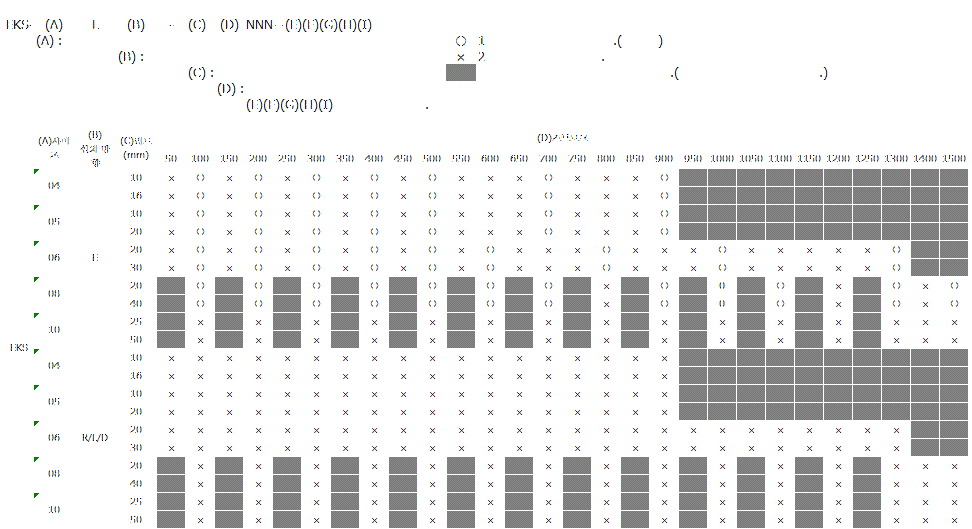 EKS- (A) L (B) - (C) (D) NNN- (E)(F)(G)(H)(I)
(A) : ○ 1 .( )
(B) : × 2 .
(C) : .( .)
(D) :
(E)(F)(G)(H)(I) .
(A) (B) (C) (D)
(mm) 50 100 150 200 250 300 350 400 450 500 550 600 650 700 750 800 850 900 950 1000 1050 1100 1150 1200 1250 1300 1400 1500
EKS
E
04 10 × ○ × ○ × ○ × ○ × ○ × × × ○ × × × ○
16 × ○ × ○ × ○ × ○ × ○ × × × ○ × × × ○
05 10 × ○ × ○ × ○ × ○ × ○ × × × ○ × × × ○
20 × ○ × ○ × ○ × ○ × ○ × × × ○ × × × ○
06 20 × ○ × ○ × ○ × ○ × ○ × ○ × × × ○ × × × ○ × × × × × ○
30 × ○ × ○ × ○ × ○ × ○ × ○ × × × ○ × × × ○ × × × × × ○
08 20 ○ ○ ○ ○ ○ ○ ○ × ○ ○ ○ × ○ × ○
40 ○ ○ ○ ○ ○ ○ ○ × ○ ○ ○ × ○ × ○
10 25 × × × × × × × × × × × × × × ×
50 × × × × × × × × × × × × × × ×
R/L/D
04 10 × × × × × × × × × × × × × × × × × ×
16 × × × × × × × × × × × × × × × × × ×
05 10 × × × × × × × × × × × × × × × × × ×
20 × × × × × × × × × × × × × × × × × ×
06 20 × × × × × × × × × × × × × × × × × × × × × × × × × ×
30 × × × × × × × × × × × × × × × × × × × × × × × × × ×
08 20 × × × × × × × × × × × × × × ×
40 × × × × × × × × × × × × × × ×
10 25 × × × × × × × × × × × × × × ×
50 × × × × × × × × × × × × × × ×